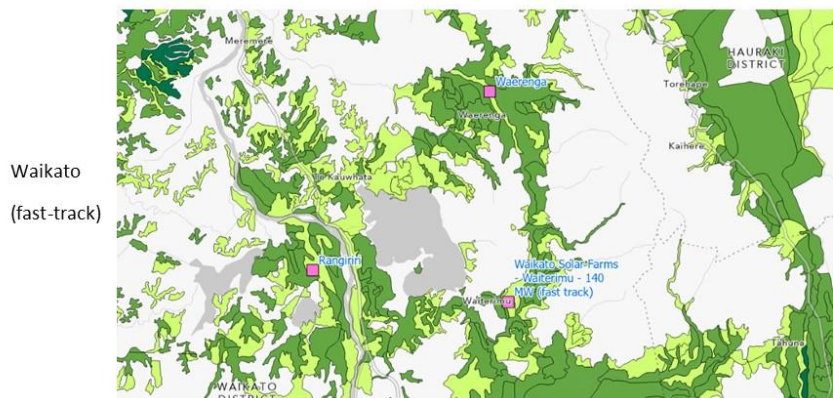 Waikato
(fast-track)
Meremere
HAURAKI
DISTRICT
Torehape
Waerenga
Waerenga
Kaihere
Te Kauwhata
Rangiriri
Waikato Solar Farms
- Waiterimu - 140
MW (fast track)
Waiterimu
Tahuna
WAIKATO
DISTRICT